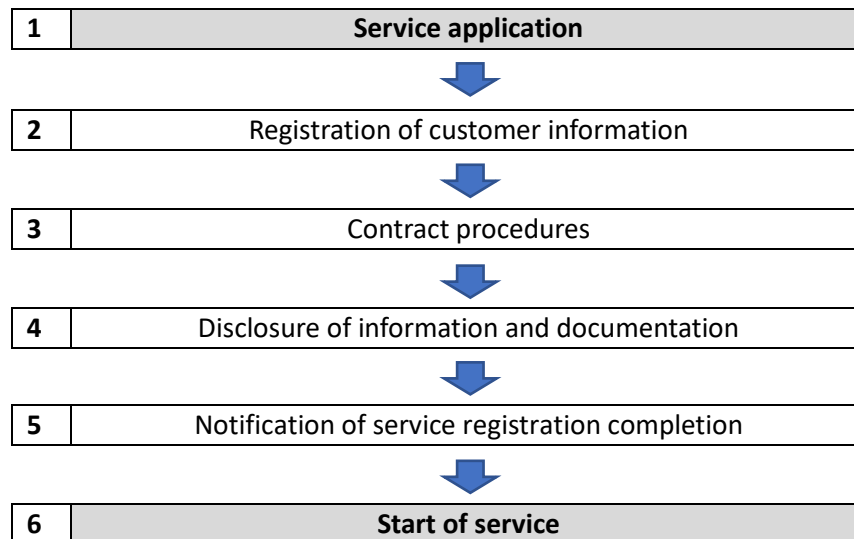 1 Service application
2 Registration of customer information
3 Contract procedures
4 Disclosure of information and documentation
5 Notification of service registration completion
6 Start of service